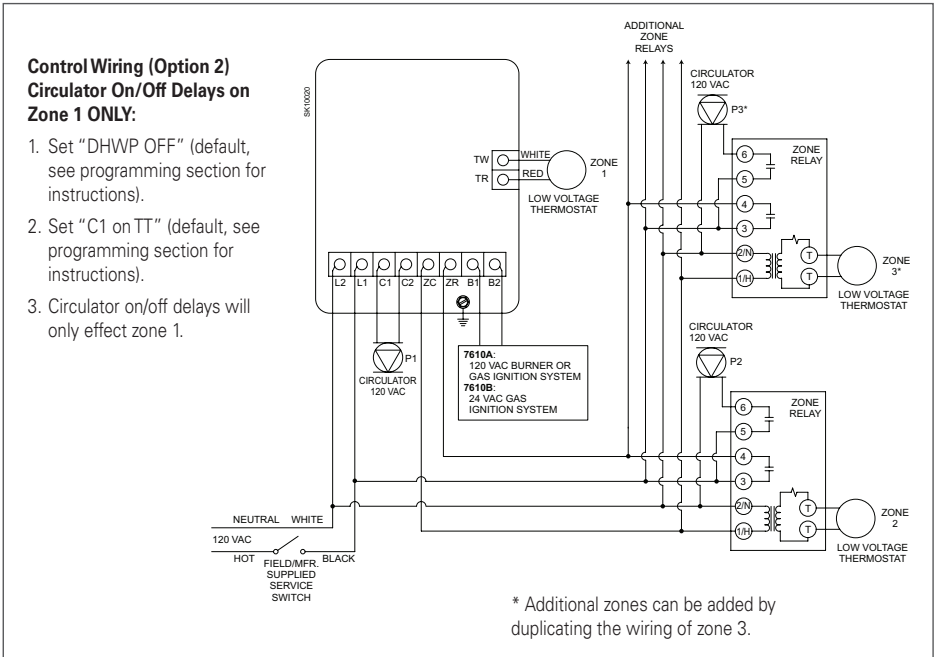 Control Wiring (Option 2)
Circulator On/Off Delays on
Zone 1 ONLY:
1. Set "DHWP OFF" (default,
see programming section for
instructions).
2. Set "C1 on TT" (default, see
programming section for
instructions).
3. Circulator on/off delays will
only effect zone 1.
SK10020
TW
TR
WHITE
RED
ZONE
1
LOW VOLTAGE
THERMOSTAT
L2 L1 C1 C2 ZC ZR B1 B2
P1
CIRCULATOR
120 VAC
7610A:
120 VAC BURNER OR
GAS IGNITION SYSTEM
7610B:
24 VAC GAS
IGNITION SYSTEM
ADDITIONAL
ZONE
RELAYS
CIRCULATOR
120 VAC
P3*
ZONE
RELAY
6
5
4
3
2/N
1/H
T
T
ZONE
3*
LOW VOLTAGE
THERMOSTAT
CIRCULATOR
120 VAC
P2
ZONE
RELAY
6
5
4
3
2/N
1/H
T
T
ZONE
2
LOW VOLTAGE
THERMOSTAT
NEUTRAL WHITE
120 VAC
HOT
BLACK
FIELD/MFR.
SUPPLIED
SERVICE
SWITCH
* Additional zones can be added by
duplicating the wiring of zone 3.